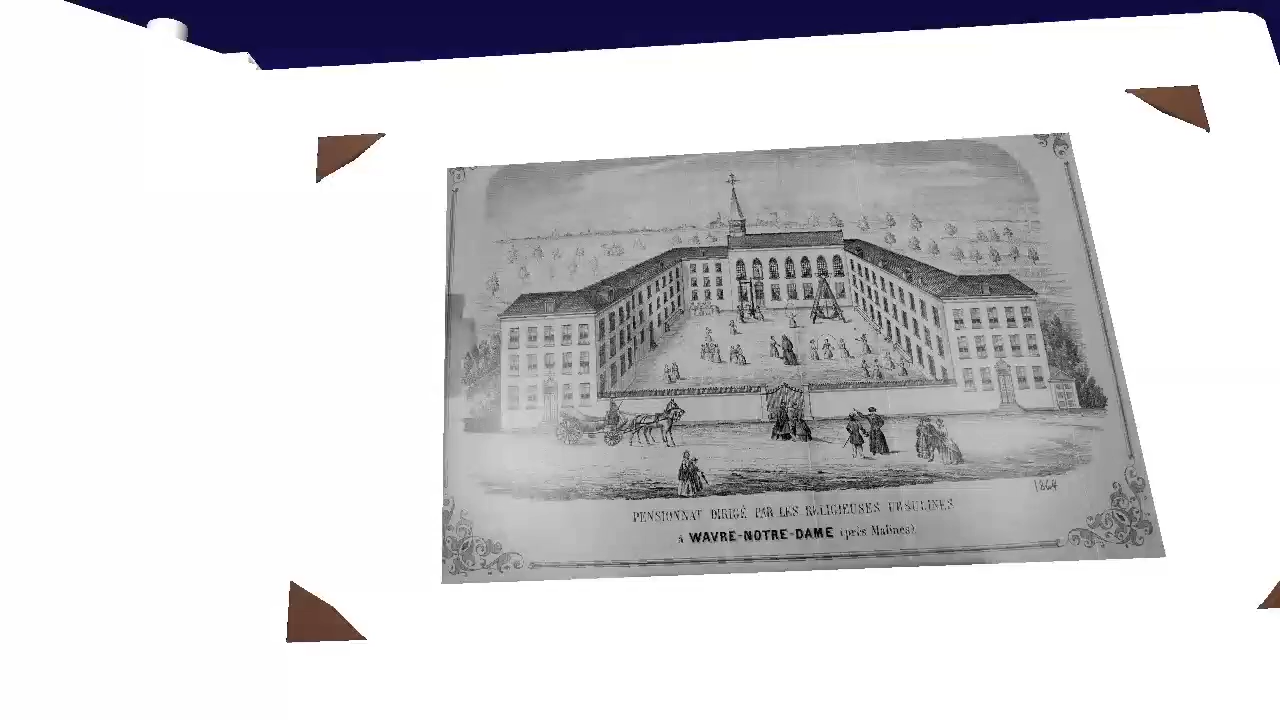 1864
PENSIONNAT DIRIGÉ PAR LES RELIGIEUSES URSULINES
à WAVRE-NOTRE-DAME (près Malines).